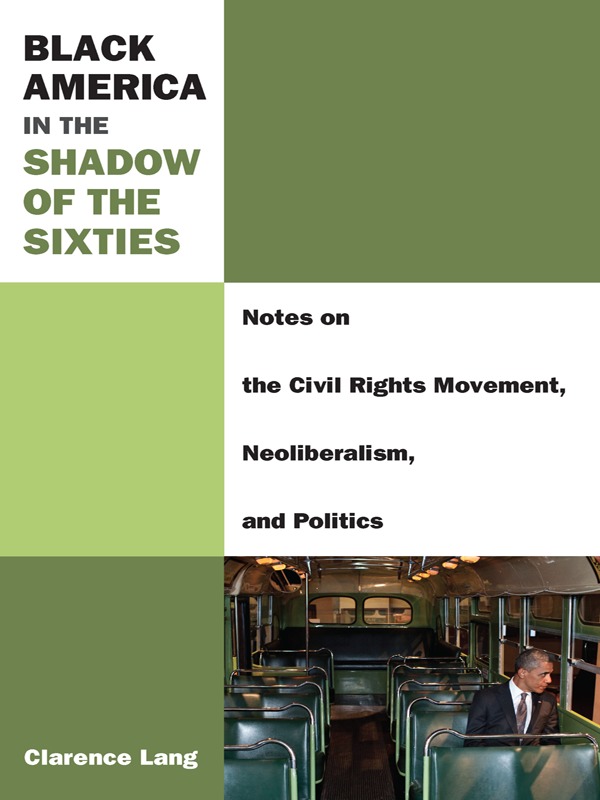 BLACK
AMERICA
IN THE
SHADOW
OF THE
SIXTIES
Notes on
the Civil Rights Movement,
Neoliberalism,
and Politics
Clarence Lang